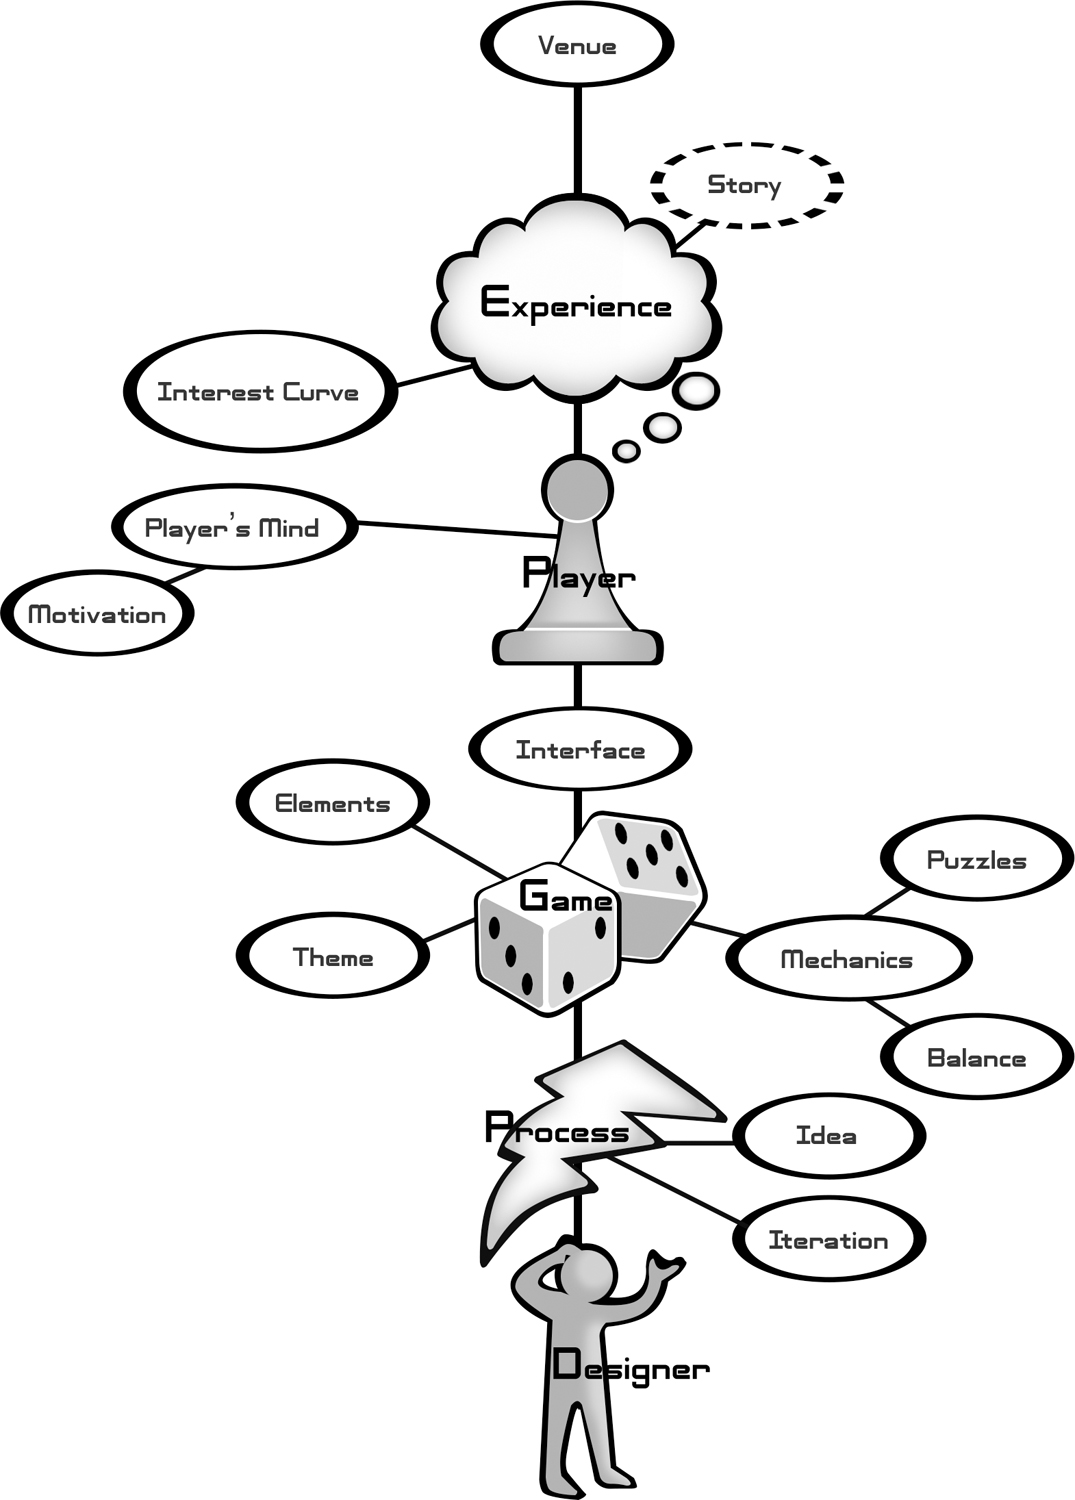 Venue
Story
Experience
Interest Curve
Player's Mind
Player
Motivation
Interface
Elements
Puzzles
Game
Theme
Mechanics
Balance
Process
Idea
Iteration
Designer